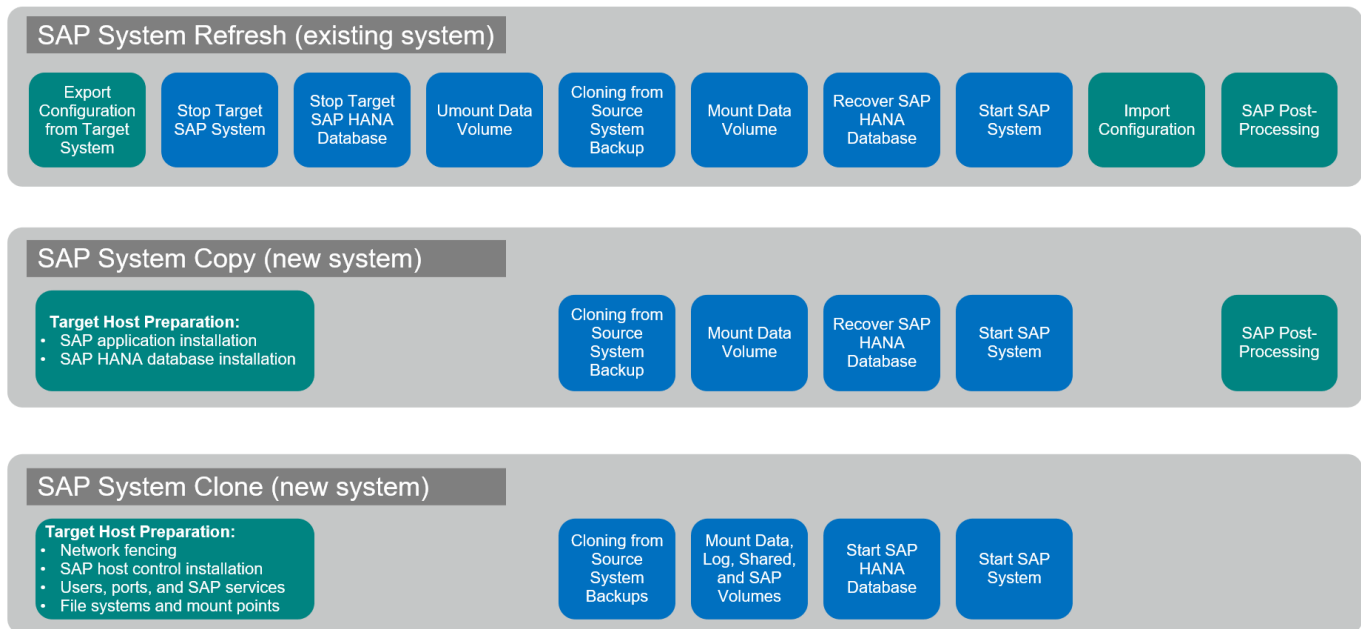 SAP System Refresh (existing system)
Export
Configuration
from Target
System
Stop Target
SAP System
Stop Target
SAP HANA
Database
Umount Data
Volume
Cloning from
Source
System
Backup
Mount Data
Volume
Recover SAP
HANA
Database
Start SAP
System
Import
Configuration
SAP Post-
Processing
SAP System Copy (new system)
Target Host Preparation:
• SAP application installation
• SAP HANA database installation
Cloning from
Source
System
Backup
Mount Data
Volume
Recover SAP
HANA
Database
Start SAP
System
SAP Post-
Processing
SAP System Clone (new system)
Target Host Preparation:
• Network fencing
• SAP host control installation
• Users, ports, and SAP services
• File systems and mount points
Cloning from
Source
System
Backups
Mount Data,
Log, Shared,
and SAP
Volumes
Start SAP
HANA
Database
Start SAP
System